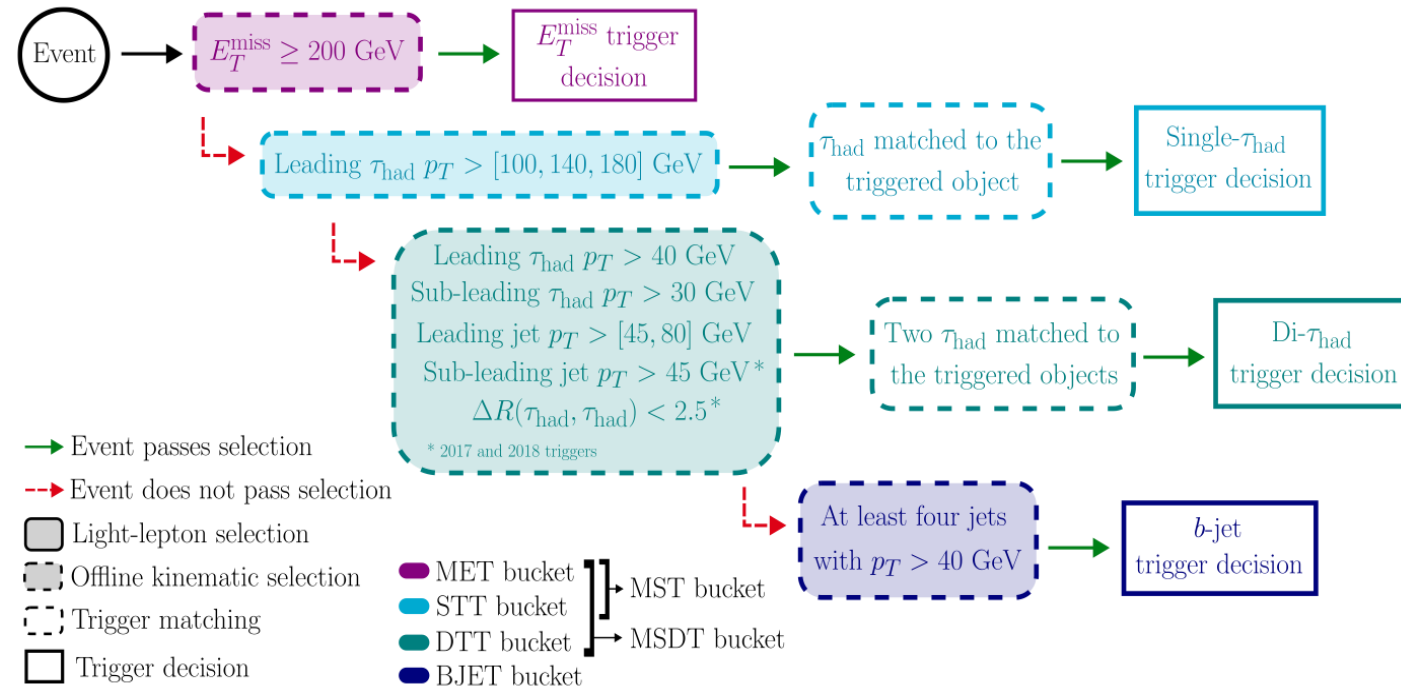 Event
E_T^miss ≥ 200 GeV
E_T^miss trigger
decision
Leading τ_had p_T > [100, 140, 180] GeV
τ_had matched to the
triggered object
Single-τ_had
trigger decision
Leading τ_had p_T > 40 GeV
Sub-leading τ_had p_T > 30 GeV
Leading jet p_T > [45, 80] GeV
Sub-leading jet p_T > 45 GeV*
ΔR(τ_had, τ_had) < 2.5*
* 2017 and 2018 triggers
Two τ_had matched to
the triggered objects
Di-τ_had
trigger decision
At least four jets
with p_T > 40 GeV
b-jet
trigger decision
Event passes selection
Event does not pass selection
Light-lepton selection
Offline kinematic selection
Trigger matching
Trigger decision
MET bucket
STT bucket
DTT bucket
BJET bucket
MST bucket
MSDT bucket